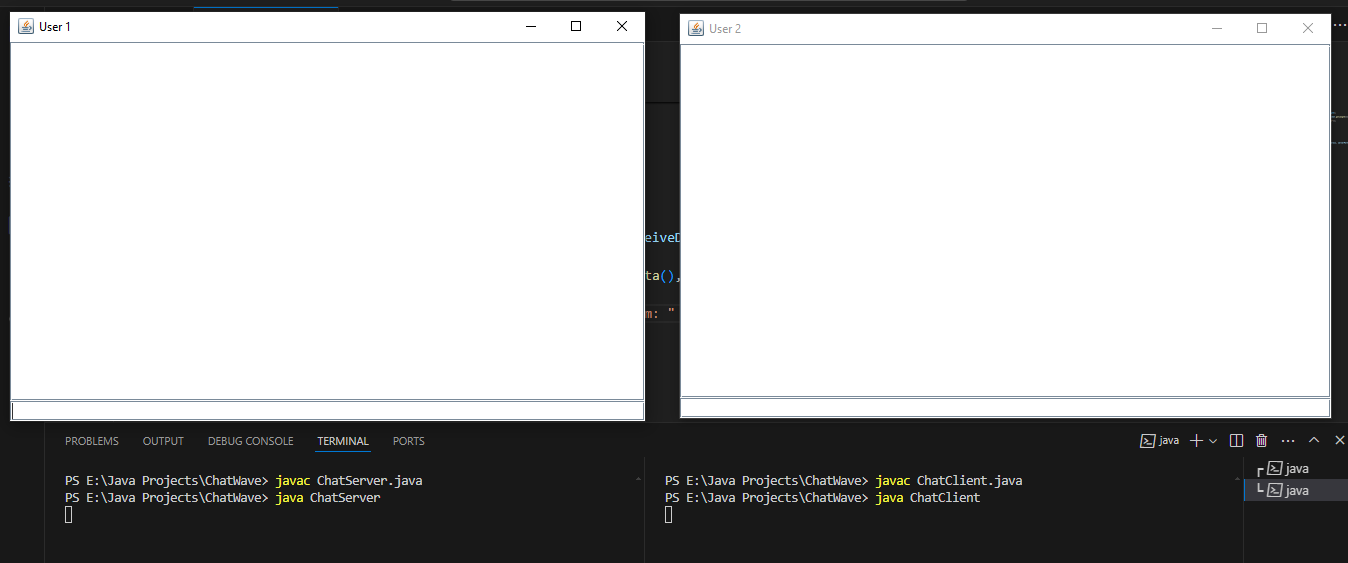 User 1
User 2
eiveD
ta(),
m: "
PROBLEMS OUTPUT DEBUG CONSOLE TERMINAL PORTS
java
PS E:\Java Projects\ChatWave> javac ChatServer.java
PS E:\Java Projects\ChatWave> java ChatServer
PS E:\Java Projects\ChatWave> javac ChatClient.java
PS E:\Java Projects\ChatWave> java ChatClient
java
java